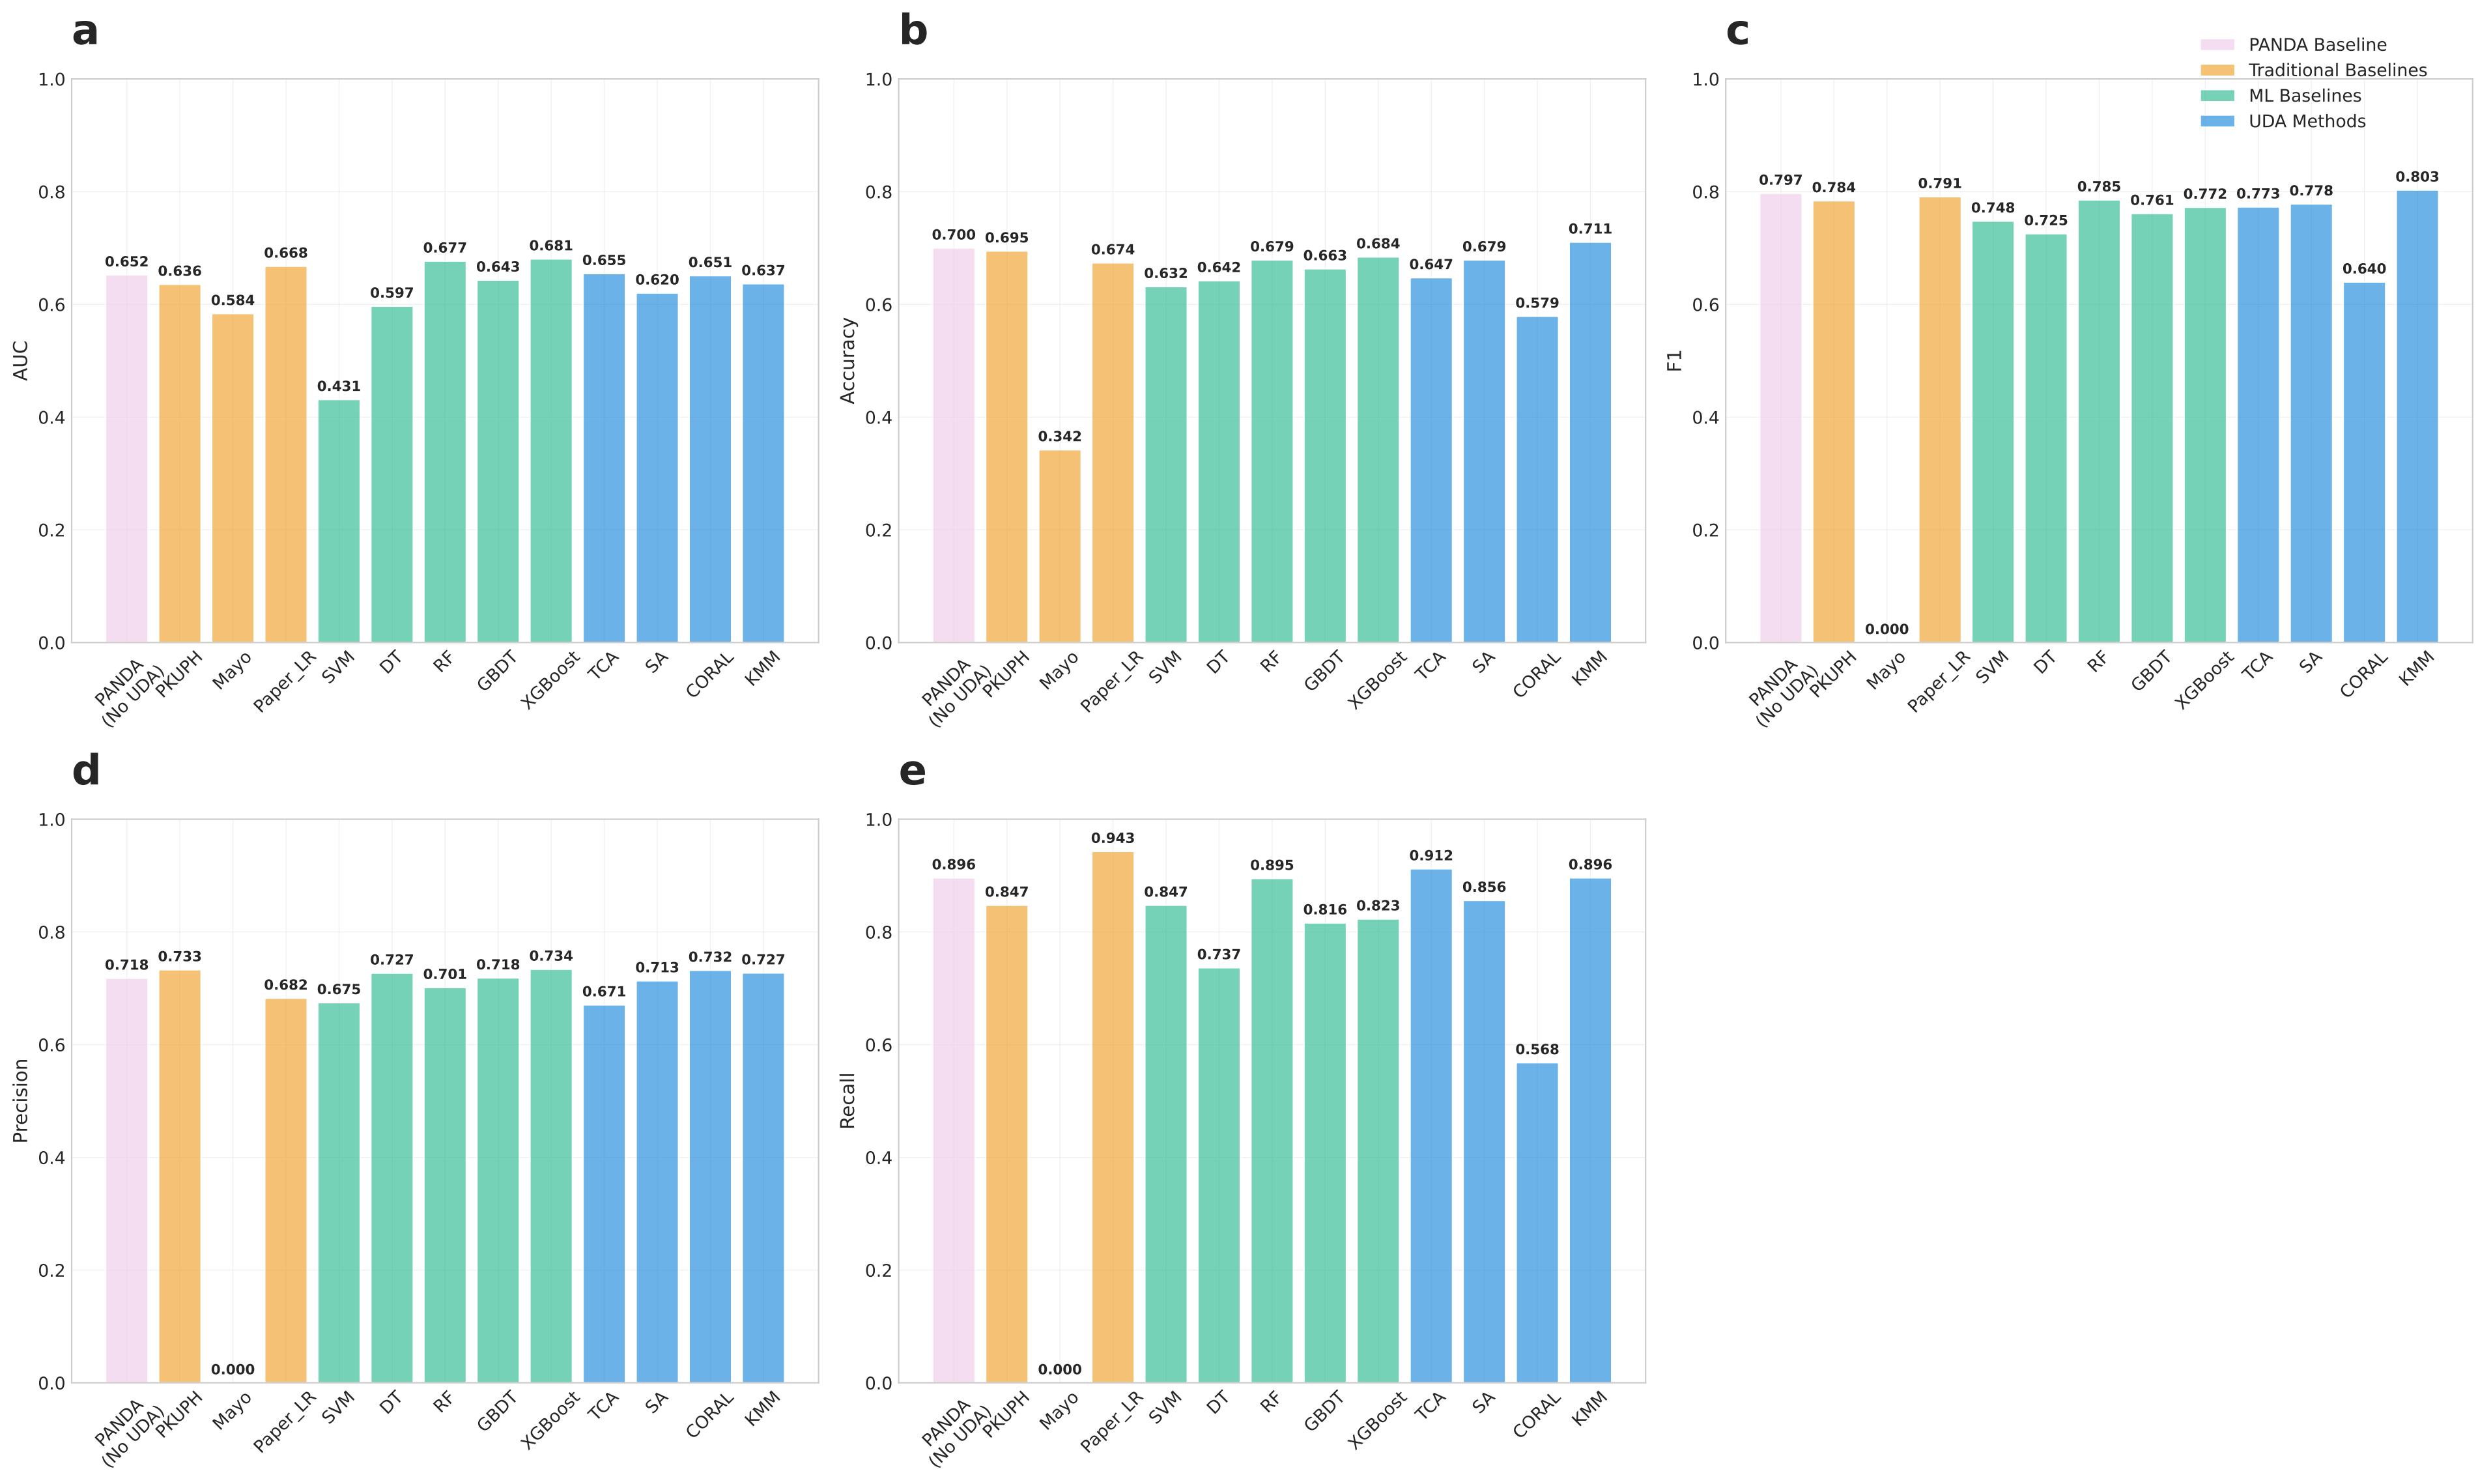 a
1.0
0.8
0.6
0.4
0.2
0.0
AUC
0.652
0.636
0.584
0.668
0.431
0.597
0.677
0.643
0.681
0.655
0.620
0.651
0.637
PANDA
(No UDA)
PKUPH
Mayo
Paper_LR
SVM
DT
RF
GBDT
XGBoost
TCA
SA
CORAL
KMM
b
1.0
0.8
0.6
0.4
0.2
0.0
Accuracy
0.700
0.695
0.342
0.674
0.632
0.642
0.679
0.663
0.684
0.647
0.679
0.579
0.711
PANDA
(No UDA)
PKUPH
Mayo
Paper_LR
SVM
DT
RF
GBDT
XGBoost
TCA
SA
CORAL
KMM
c
PANDA Baseline
Traditional Baselines
ML Baselines
UDA Methods
1.0
0.8
0.6
0.4
0.2
0.0
F1
0.797
0.784
0.000
0.791
0.748
0.725
0.785
0.761
0.772
0.773
0.778
0.640
0.803
PANDA
(No UDA)
PKUPH
Mayo
Paper_LR
SVM
DT
RF
GBDT
XGBoost
TCA
SA
CORAL
KMM
d
1.0
0.8
0.6
0.4
0.2
0.0
Precision
0.718
0.733
0.000
0.682
0.675
0.727
0.701
0.718
0.734
0.671
0.713
0.732
0.727
PANDA
(No UDA)
PKUPH
Mayo
Paper_LR
SVM
DT
RF
GBDT
XGBoost
TCA
SA
CORAL
KMM
e
1.0
0.8
0.6
0.4
0.2
0.0
Recall
0.896
0.847
0.000
0.943
0.847
0.737
0.895
0.816
0.823
0.912
0.856
0.568
0.896
PANDA
(No UDA)
PKUPH
Mayo
Paper_LR
SVM
DT
RF
GBDT
XGBoost
TCA
SA
CORAL
KMM